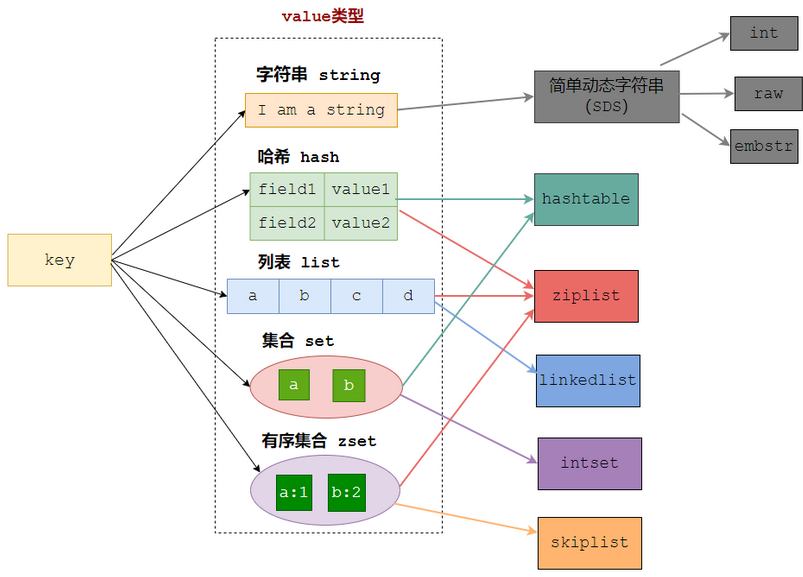 value类型
字符串 string
I am a string
哈希 hash
field1 value1
field2 value2
列表 list
a b c d
集合 set
a b
有序集合 zset
a:1 b:2
key
简单动态字符串
(SDS)
int
raw
embstr
hashtable
ziplist
linkedlist
intset
skiplist